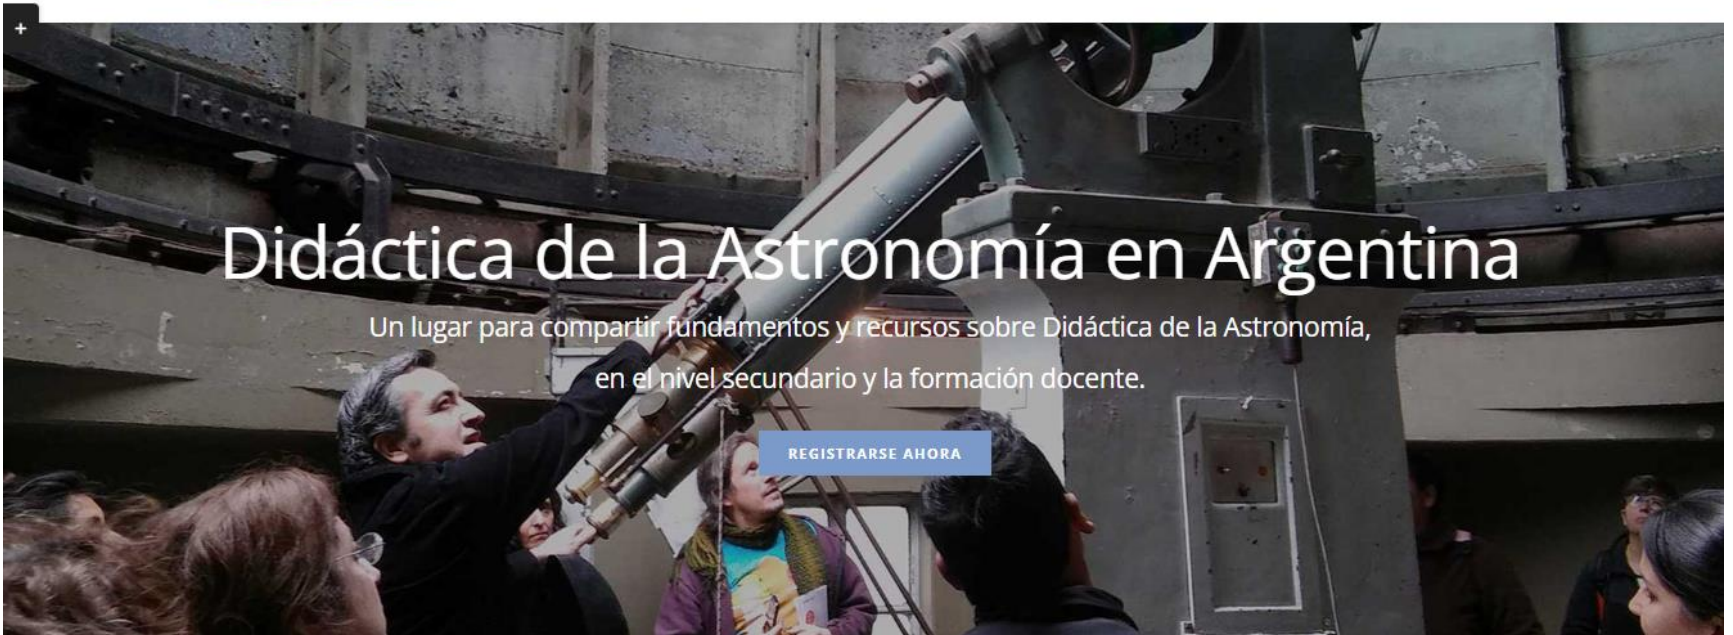 +
Didáctica de la Astronomía en Argentina
Un lugar para compartir fundamentos y recursos sobre Didáctica de la Astronomía,
en el nivel secundario y la formación docente.
REGISTRARSE AHORA